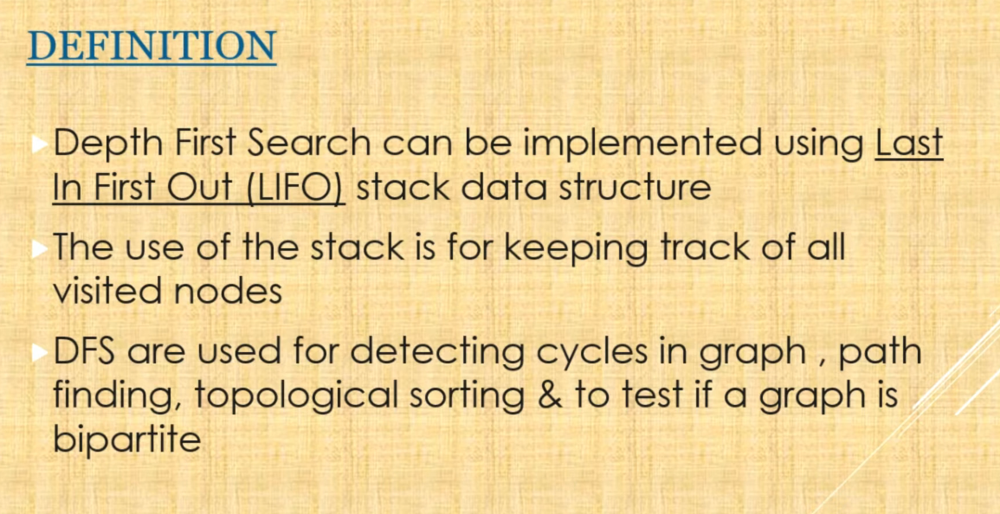 DEFINITION
Depth First Search can be implemented using Last
In First Out (LIFO) stack data structure
The use of the stack is for keeping track of all
visited nodes
DFS are used for detecting cycles in graph , path
finding, topological sorting & to test if a graph is
bipartite